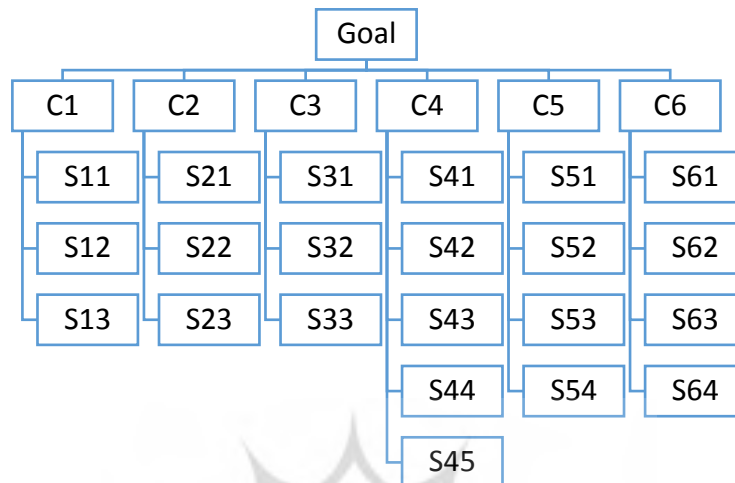 Goal
C1 C2 C3 C4 C5 C6
S11 S21 S31 S41 S51 S61
S12 S22 S32 S42 S52 S62
S13 S23 S33 S43 S53 S63
S44 S54 S64
S45